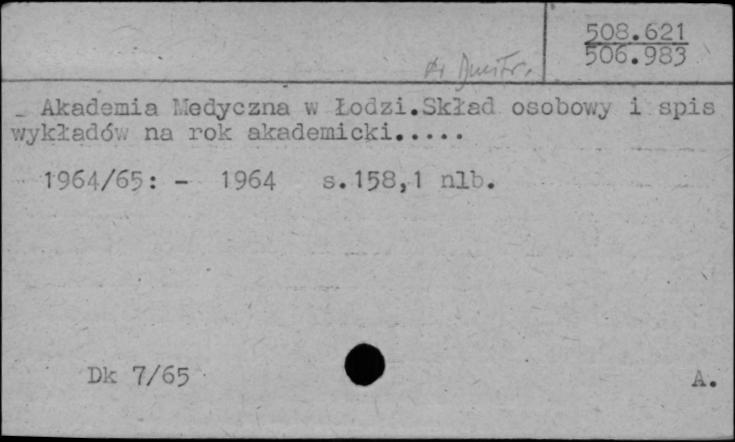 508.621
506.983
Akademia Medyczna w Łodzi.Skład osobowy i spis
wykładów na rok akademicki.....
1964/65: - 1964 s.158,1 nlb.
Dk 7/65
A.